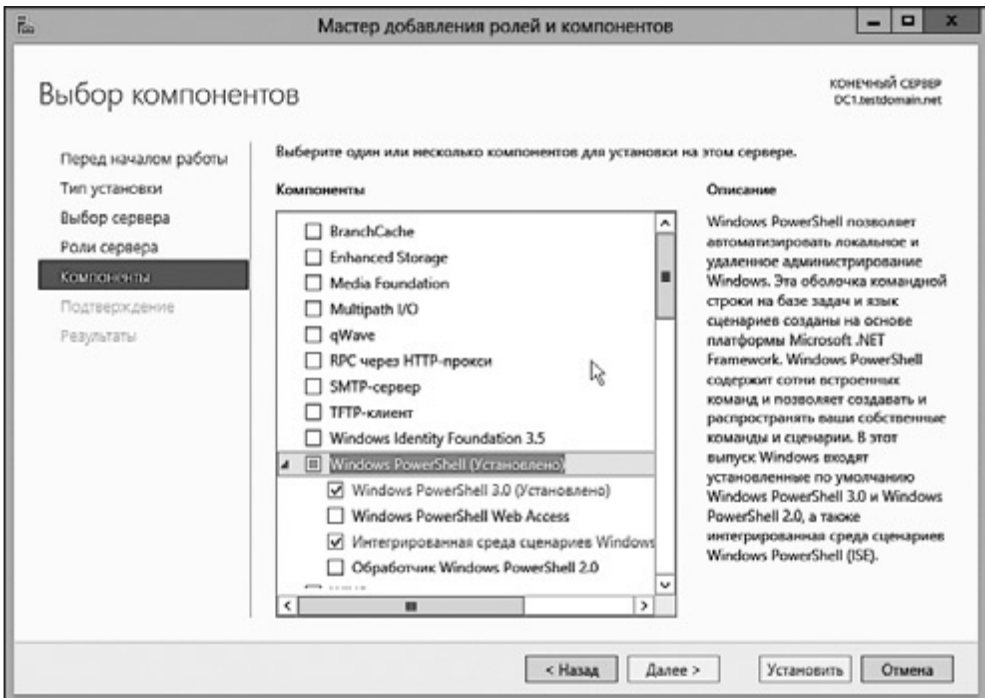 Мастер добавления ролей и компонентов
Выбор компонентов
КОНЕЧНЫЙ СЕРВЕР
DC1.testdomain.net
Перед началом работы
Тип установки
Выбор сервера
Роли сервера
Компоненты
Подтверждение
Результаты
Выберите один или несколько компонентов для установки на этом сервере.
Компоненты
BranchCache
Enhanced Storage
Media Foundation
Multipath I/O
qWave
RPC через HTTP-прокси
SMTP-сервер
TFTP-клиент
Windows Identity Foundation 3.5
Windows PowerShell (Установлено)
Windows PowerShell 3.0 (Установлено)
Windows PowerShell Web Access
Интегрированная среда сценариев Windows
Обработчик Windows PowerShell 2.0
Описание
Windows PowerShell позволяет
автоматизировать локальное и
удаленное администрирование
Windows. Эта оболочка командной
строки на базе задач и язык
сценариев созданы на основе
платформы Microsoft .NET
Framework. Windows PowerShell
содержит сотни встроенных
команд и позволяет создавать и
распространять ваши собственные
команды и сценарии. В этот
выпуск Windows входят
установленные по умолчанию
Windows PowerShell 3.0 и Windows
PowerShell 2.0, а также
интегрированная среда сценариев
Windows PowerShell (ISE).
< Назад
Далее >
Установить
Отмена